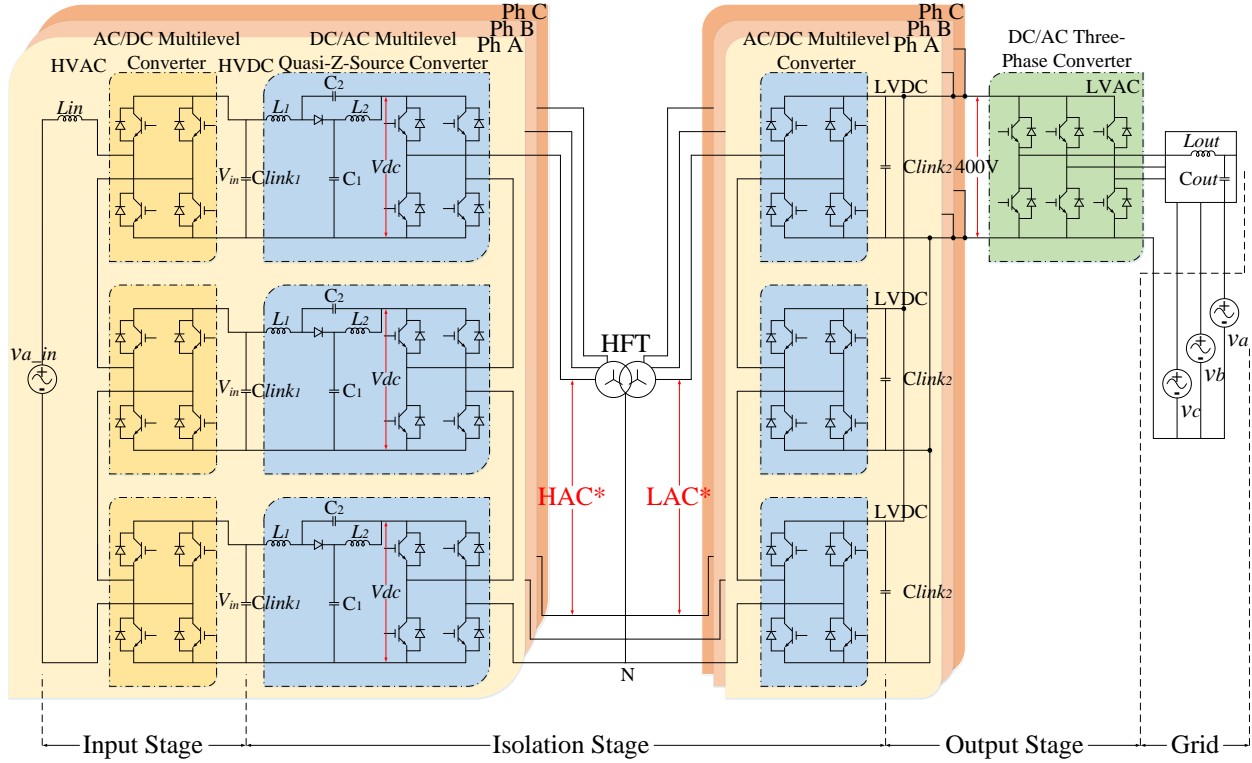 Ph C
Ph B
Ph A
AC/DC Multilevel
Converter
HVAC
HVDC
DC/AC Multilevel
Quasi-Z-Source Converter
Lin
L1
C2
L2
Vin
Clink1
C1
Vdc
va_in
L1
C2
L2
Vin
Clink1
C1
Vdc
L1
C2
L2
Vin
Clink1
C1
Vdc
HFT
HAC*
LAC*
N
Ph C
Ph B
Ph A
AC/DC Multilevel
Converter
LVDC
Clink2
400V
LVDC
Clink2
LVDC
Clink2
DC/AC Three-
Phase Converter
LVAC
Lout
Cout
va
vb
vc
Input Stage
Isolation Stage
Output Stage
Grid